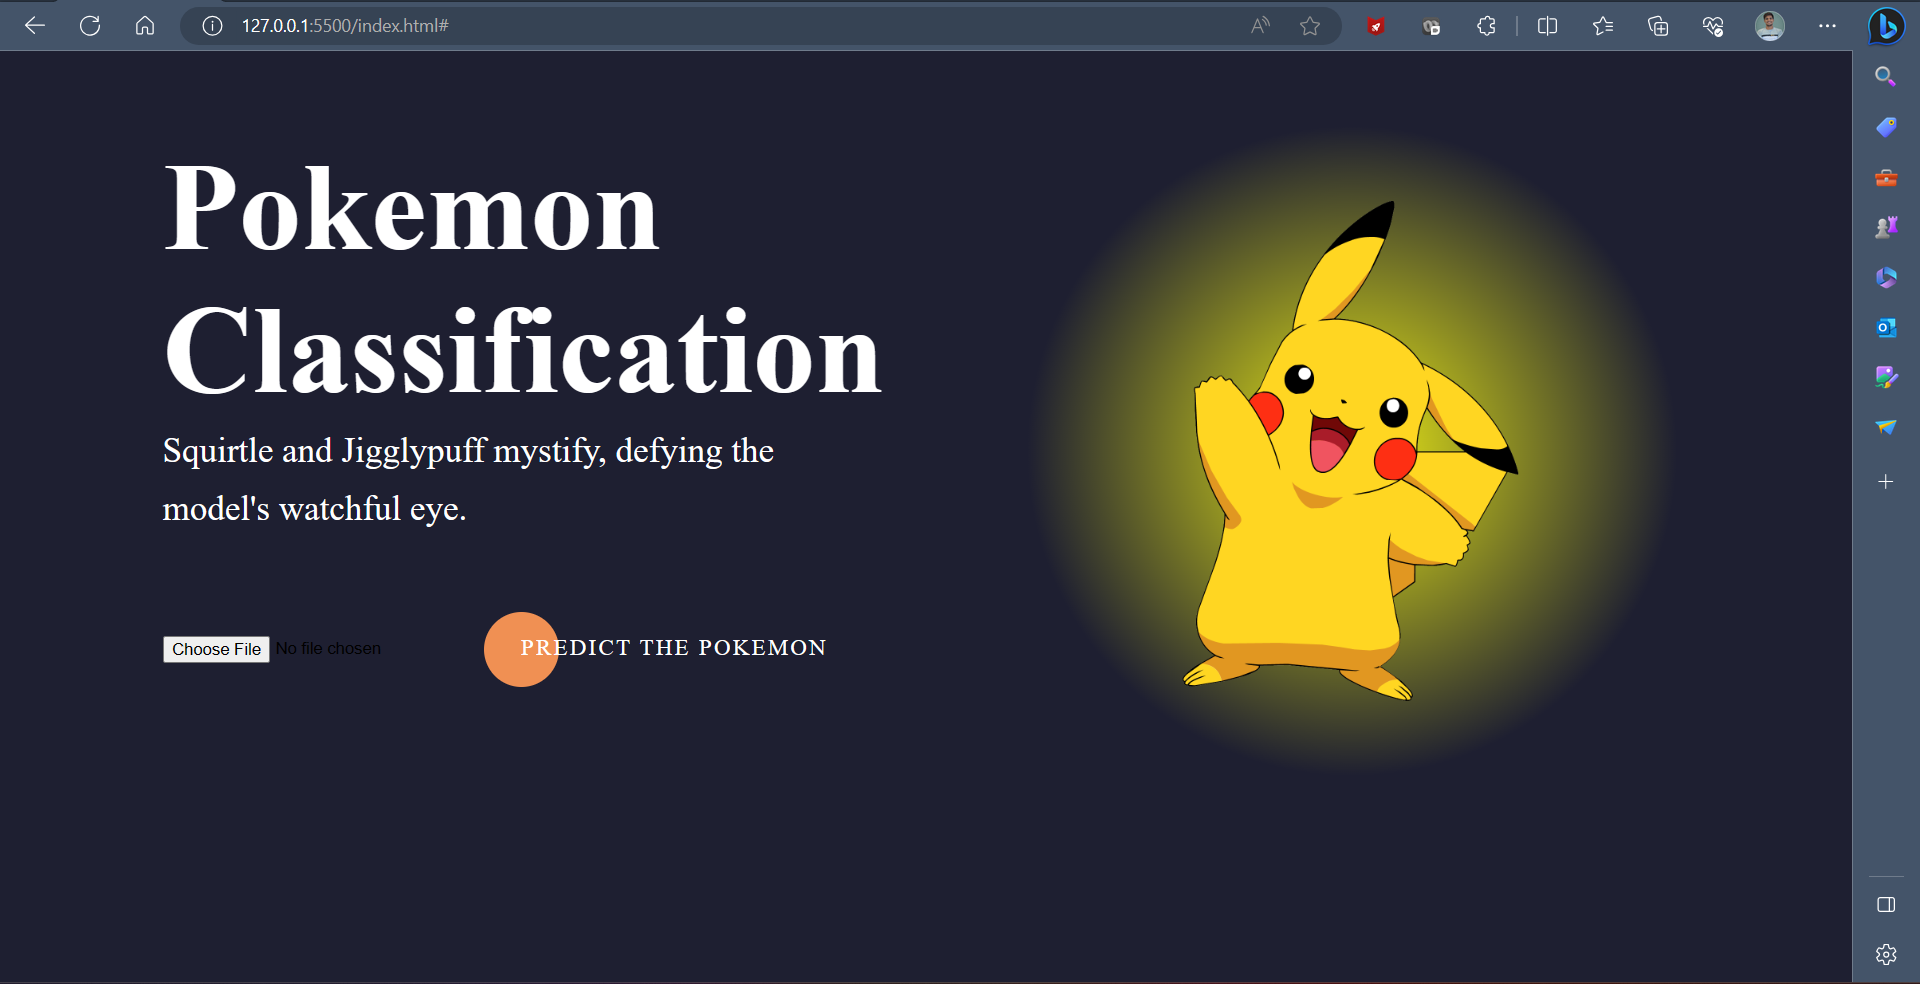 127.0.0.1:5500/index.html#
Pokemon
Classification
Squirtle and Jigglypuff mystify, defying the
model's watchful eye.
Choose File No file chosen
PREDICT THE POKEMON